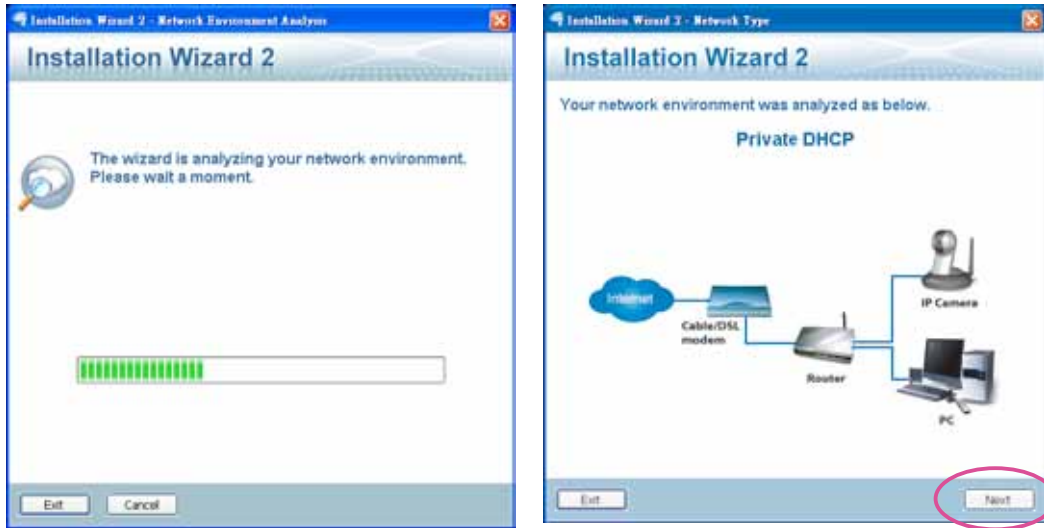 Installation Wizard 2 - Network Environment Analysis
Installation Wizard 2
The wizard is analyzing your network environment.
Please wait a moment.
Exit
Cancel
Installation Wizard 2 - Network Type
Installation Wizard 2
Your network environment was analyzed as below.
Private DHCP
Internet
Cable/DSL
modem
Router
IP Camera
PC
Exit
Next